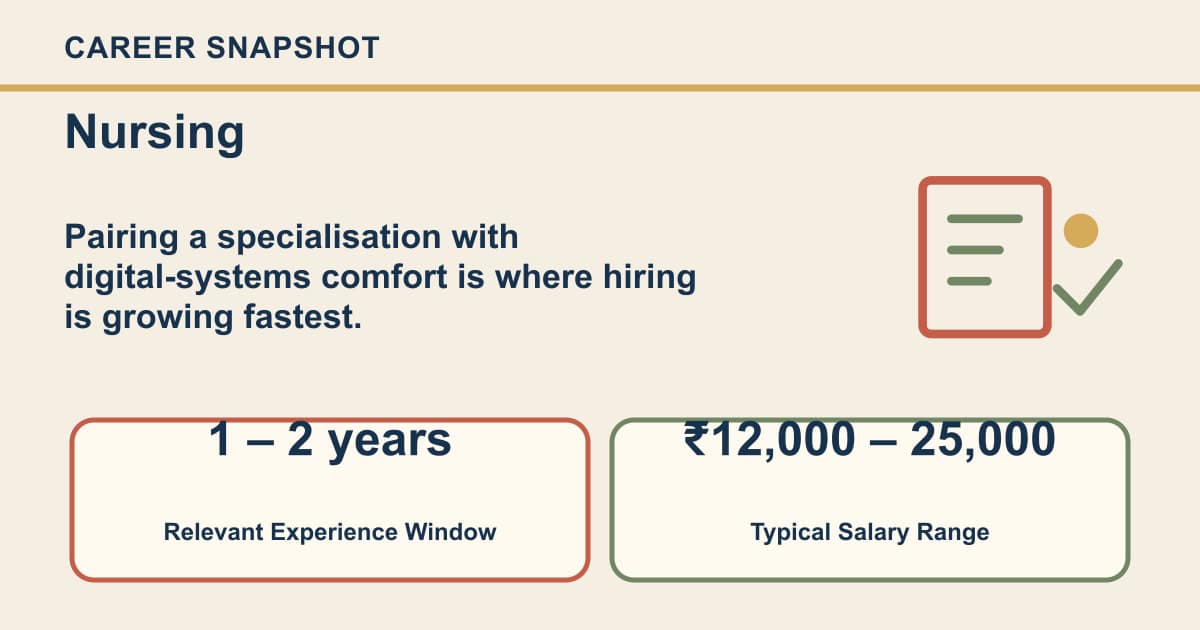 CAREER SNAPSHOT
Nursing
Pairing a specialisation with
digital-systems comfort is where hiring
is growing fastest.
1 – 2 years
Relevant Experience Window
₹12,000 – 25,000
Typical Salary Range